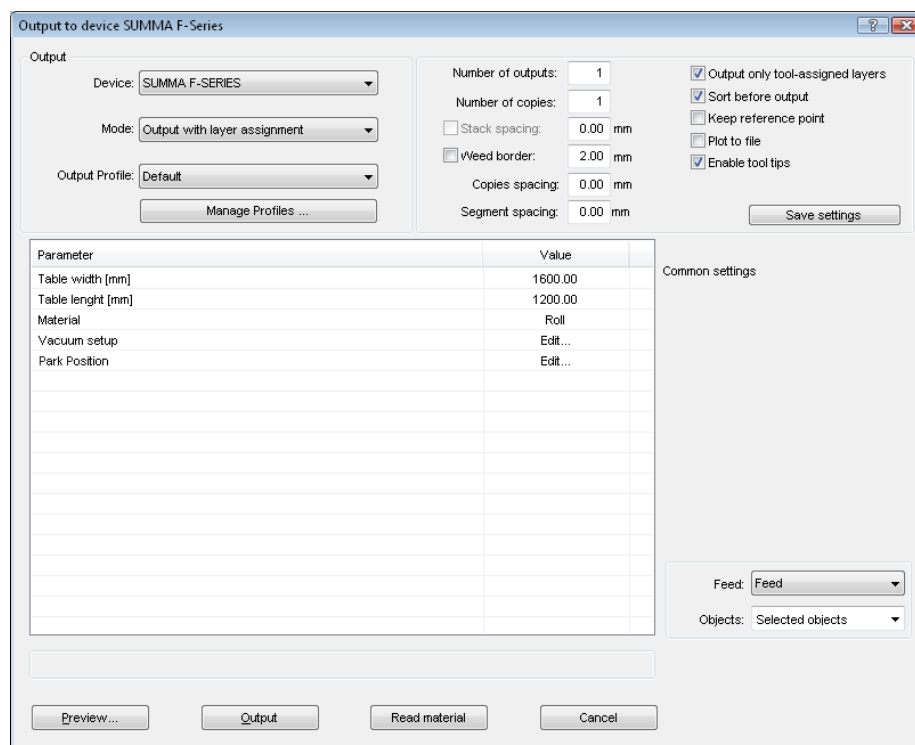 Output to device SUMMA F-Series
Output
Device: SUMMA F-SERIES
Mode: Output with layer assignment
Output Profile: Default
Manage Profiles ...
Number of outputs: 1
Number of copies: 1
Stack spacing: 0.00 mm
Weed border: 2.00 mm
Copies spacing: 0.00 mm
Segment spacing: 0.00 mm
Output only tool-assigned layers
Sort before output
Keep reference point
Plot to file
Enable tool tips
Save settings
Parameter Value
Table width [mm] 1600.00
Table lenght [mm] 1200.00
Material Roll
Vacuum setup Edit...
Park Position Edit...
Common settings
Feed: Feed
Objects: Selected objects
Preview... Output Read material Cancel